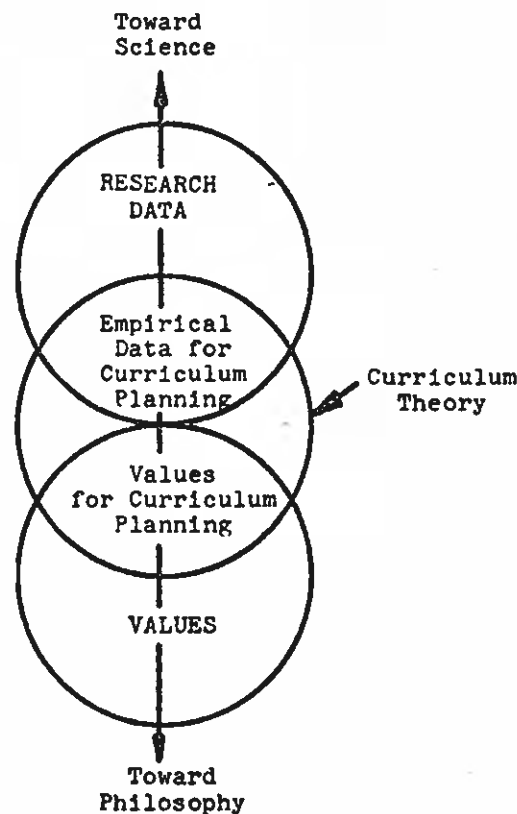 Toward
Science
RESEARCH
DATA
Empirical
Data for
Curriculum
Planning
Curriculum
Theory
Values
for Curriculum
Planning
VALUES
Toward
Philosophy